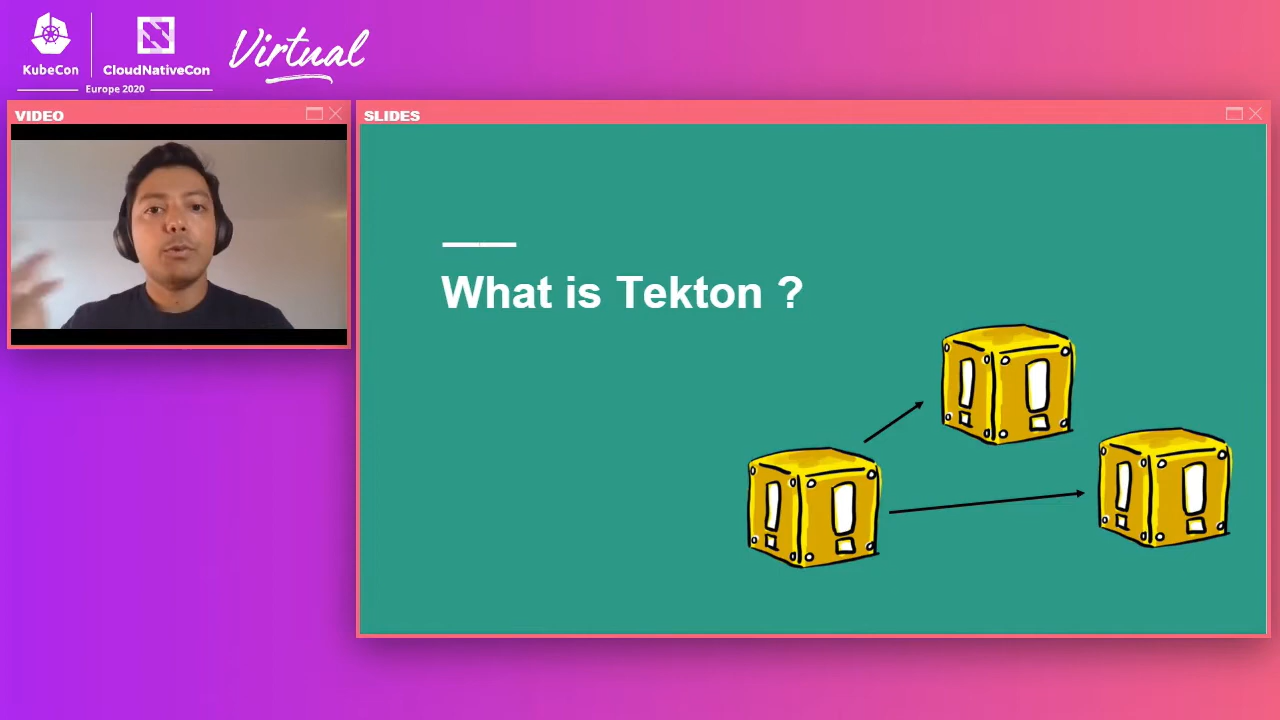 KubeCon
CloudNativeCon
Europe 2020
Virtual
VIDEO
SLIDES
What is Tekton ?
! ! ! ! ! !